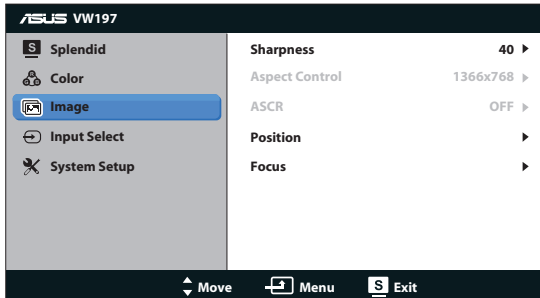 ASUS VW197
S Splendid
Color
Image
Input Select
System Setup
Sharpness 40
Aspect Control 1366x768
ASCR OFF
Position
Focus
Move Menu S Exit